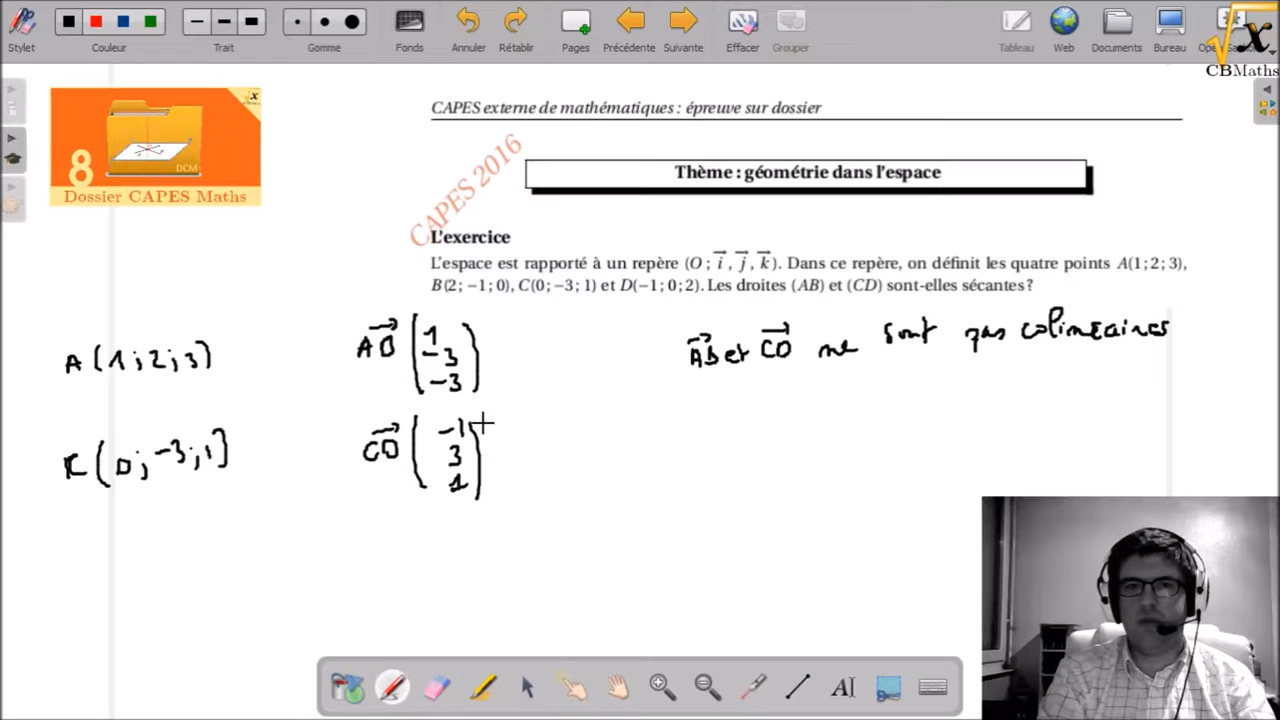 Stylet Couleur Trait Gomme Fonds Annuler Rétablir Pages Précédente Suivante Effacer Grouper Tableau Web Documents Bureau
CBMaths
8
DCM
Dossier CAPES Maths
CAPES externe de mathématiques : épreuve sur dossier
CAPES 2016
Thème : géométrie dans l'espace
L'exercice
L'espace est rapporté à un repère (O ; i⃗ , j⃗ , k⃗ ). Dans ce repère, on définit les quatre points A(1;2;3),
B(2; −1;0), C(0; −3;1) et D(−1;0;2). Les droites (AB) et (CD) sont-elles sécantes ?
A(1;2;3)
AB⃗ (1
−3
−3)
AB⃗ et CD⃗ ne sont pas colineaires
C(0;−3;1)
CD⃗ (−1
3
1)